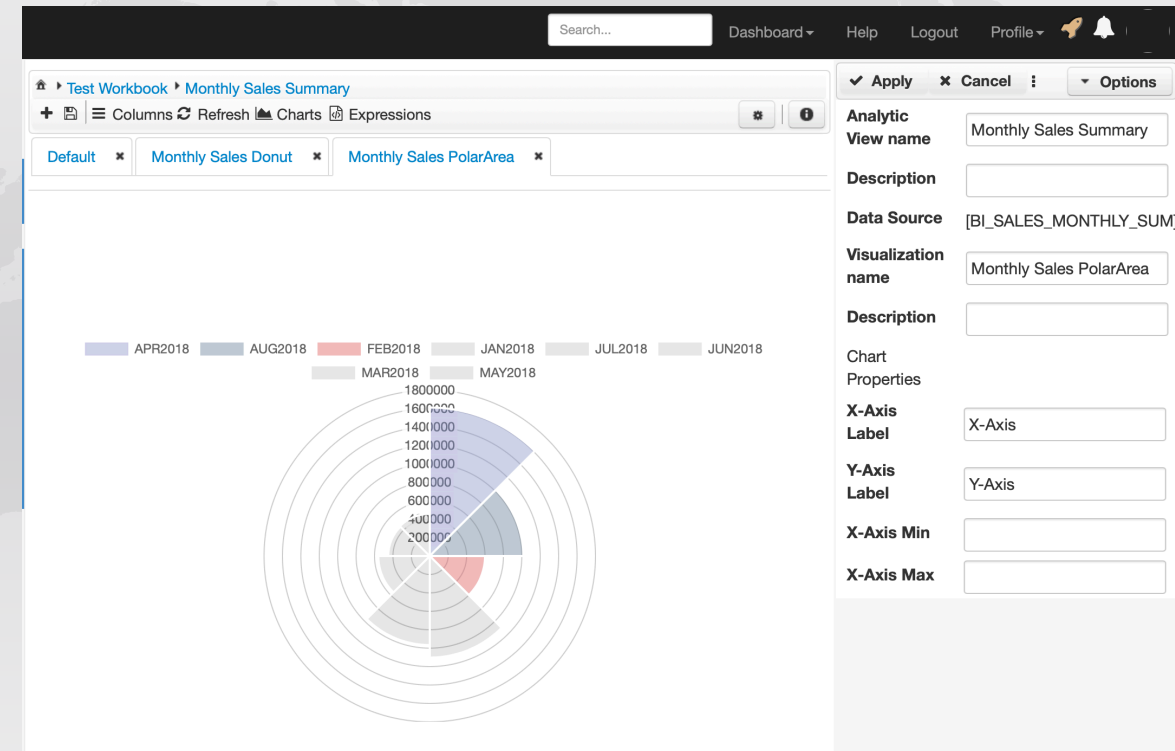 Search... Dashboard Help Logout Profile
Test Workbook Monthly Sales Summary
Columns Refresh Charts Expressions
Default Monthly Sales Donut Monthly Sales PolarArea
APR2018 AUG2018 FEB2018 JAN2018 JUL2018 JUN2018
MAR2018 MAY2018
1800000
1600000
1400000
1200000
1000000
800000
600000
400000
200000
Apply Cancel Options
Analytic
View name
Monthly Sales Summary
Description
Data Source [BI_SALES_MONTHLY_SUM]
Visualization
name
Monthly Sales PolarArea
Description
Chart
Properties
X-Axis
Label
X-Axis
Y-Axis
Label
Y-Axis
X-Axis Min
X-Axis Max